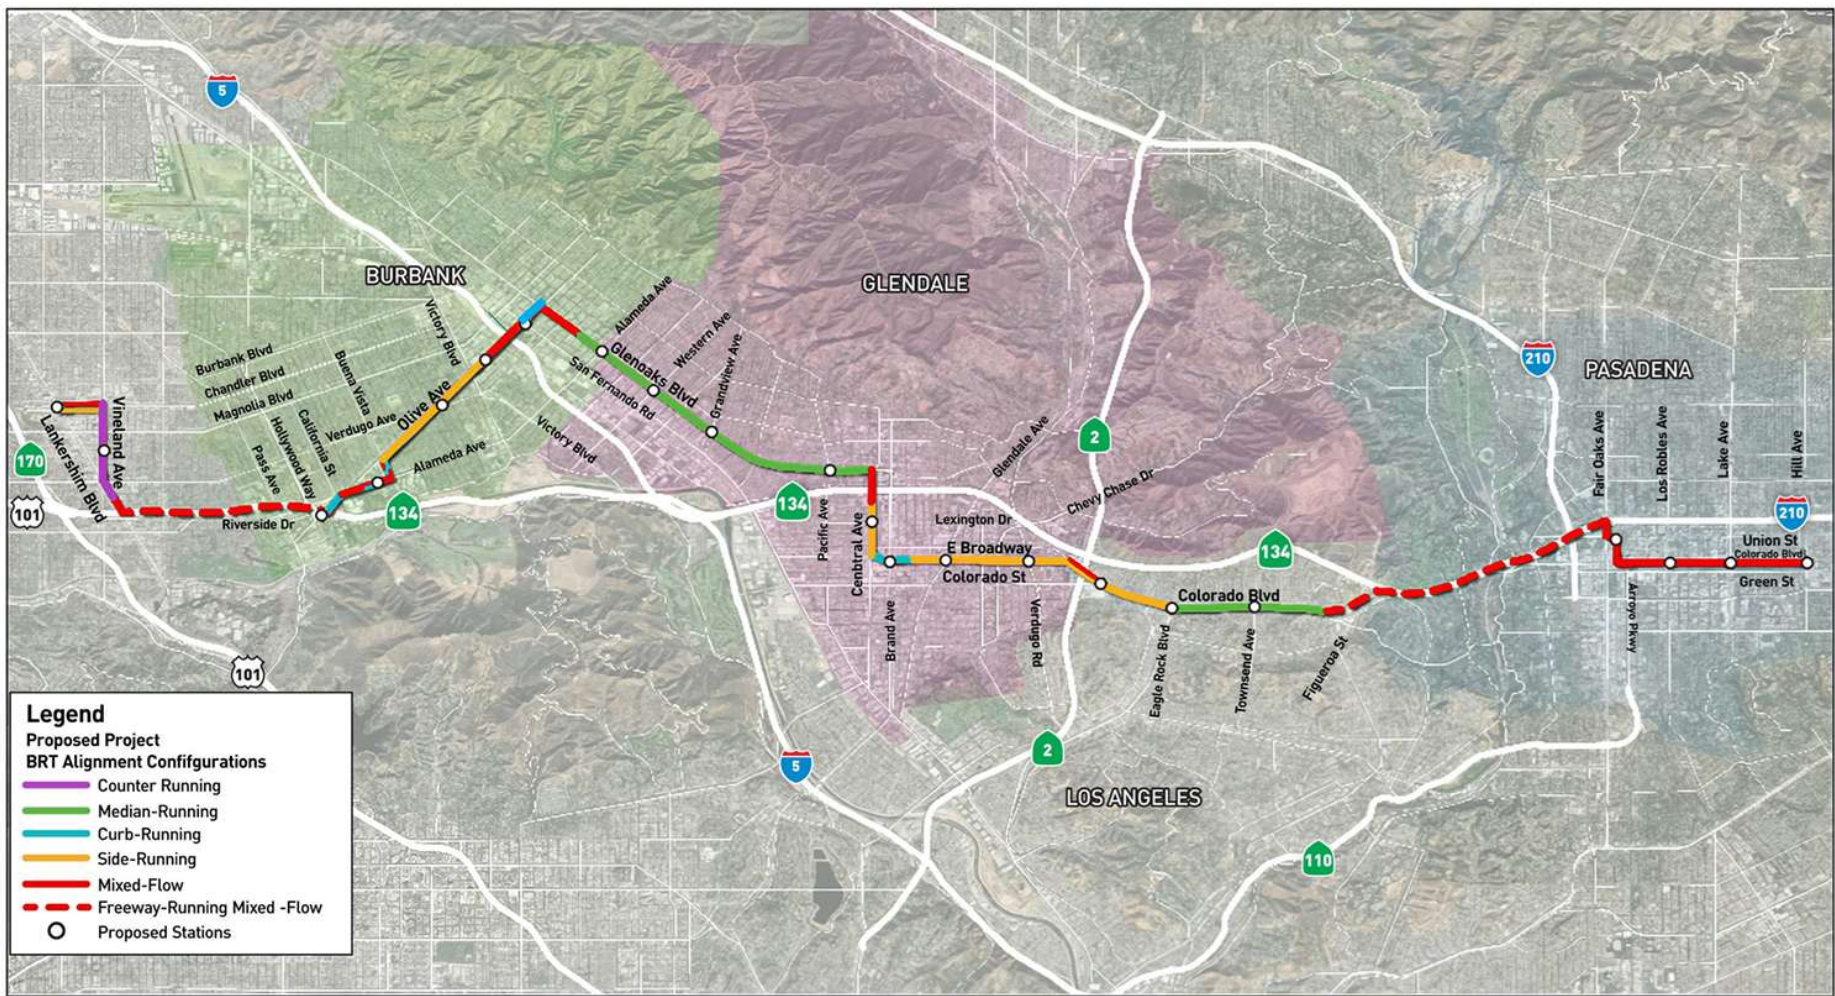 5
BURBANK
GLENDALE
PASADENA
210
2
Alameda Ave
Western Ave
Grandview Ave
Glenoaks Blvd
San Fernando Rd
Victory Blvd
Burbank Blvd
Chandler Blvd
Magnolia Blvd
Buena Vista
Verdugo Ave
Olive Ave
Vineland Ave
Lankershim Blvd
Pass Ave
Hollywood Way
California St
Alameda Ave
Victory Blvd
170
101
134
Riverside Dr
134
Pacific Ave
Cenbtral Ave
Glendale Ave
Chevy Chase Dr
Lexington Dr
E Broadway
Colorado St
134
Brand Ave
Verdugo Rd
Colorado Blvd
Eagle Rock Blvd
Townsend Ave
Figueroa St
Fair Oaks Ave
Los Robles Ave
Lake Ave
Hill Ave
210
Union St
Colorado Blvd
Green St
Arroyo Pkwy
101
2
5
LOS ANGELES
110
Legend
Proposed Project
BRT Alignment Confifgurations
Counter Running
Median-Running
Curb-Running
Side-Running
Mixed-Flow
Freeway-Running Mixed -Flow
Proposed Stations